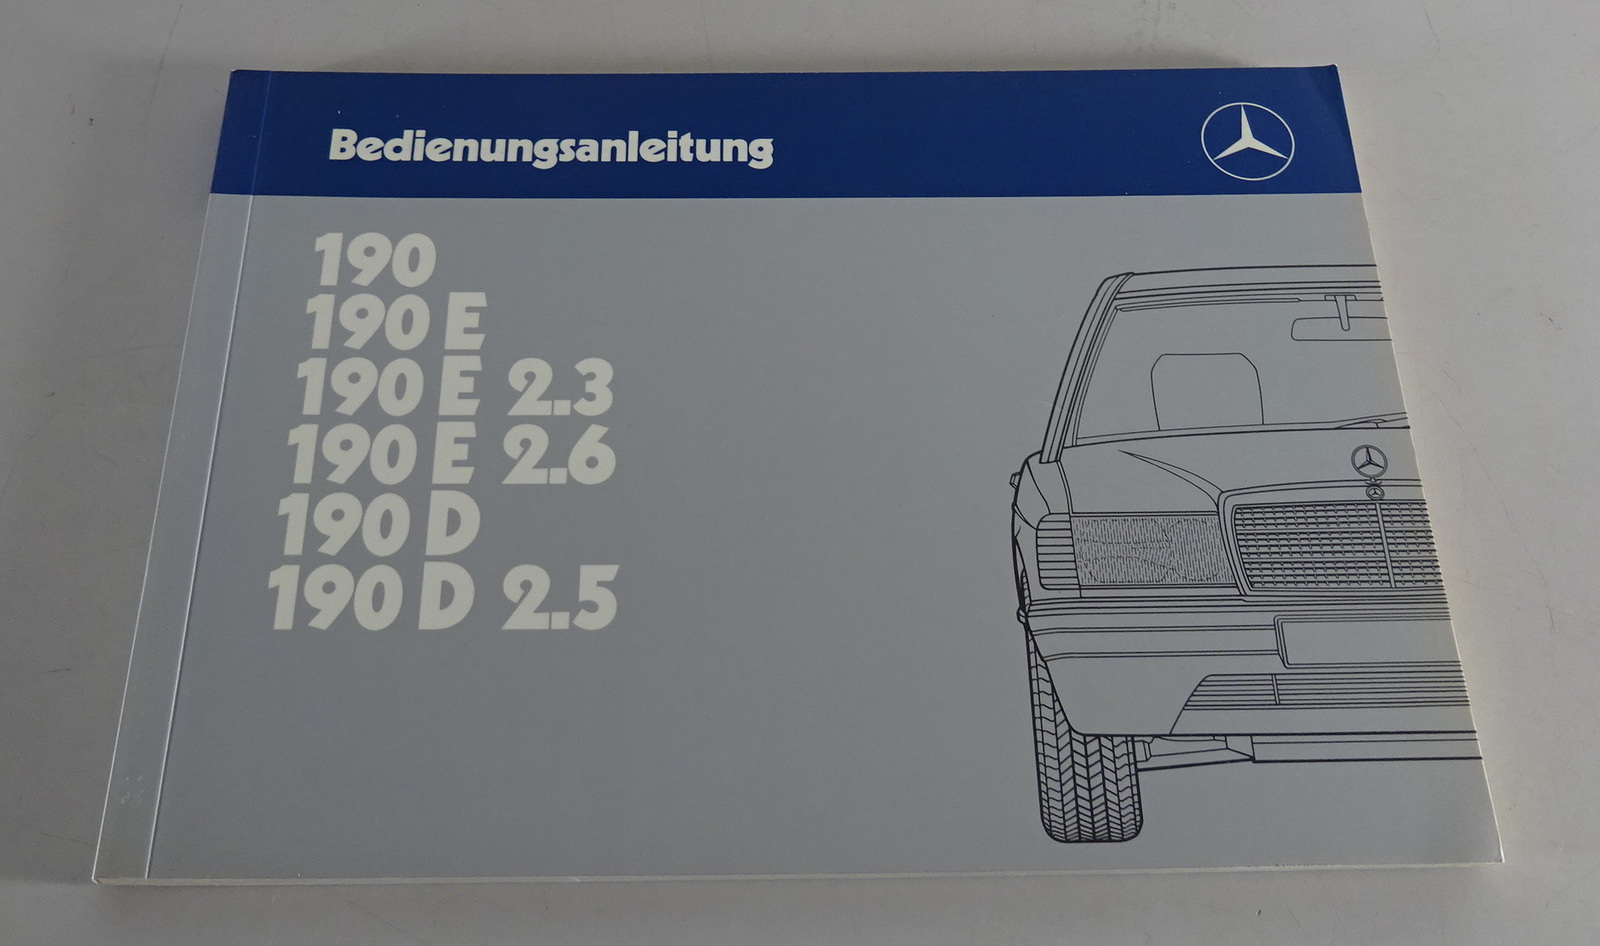 Bedienungsanleitung
190
190 E
190 E 2.3
190 E 2.6
190 D
190 D 2.5